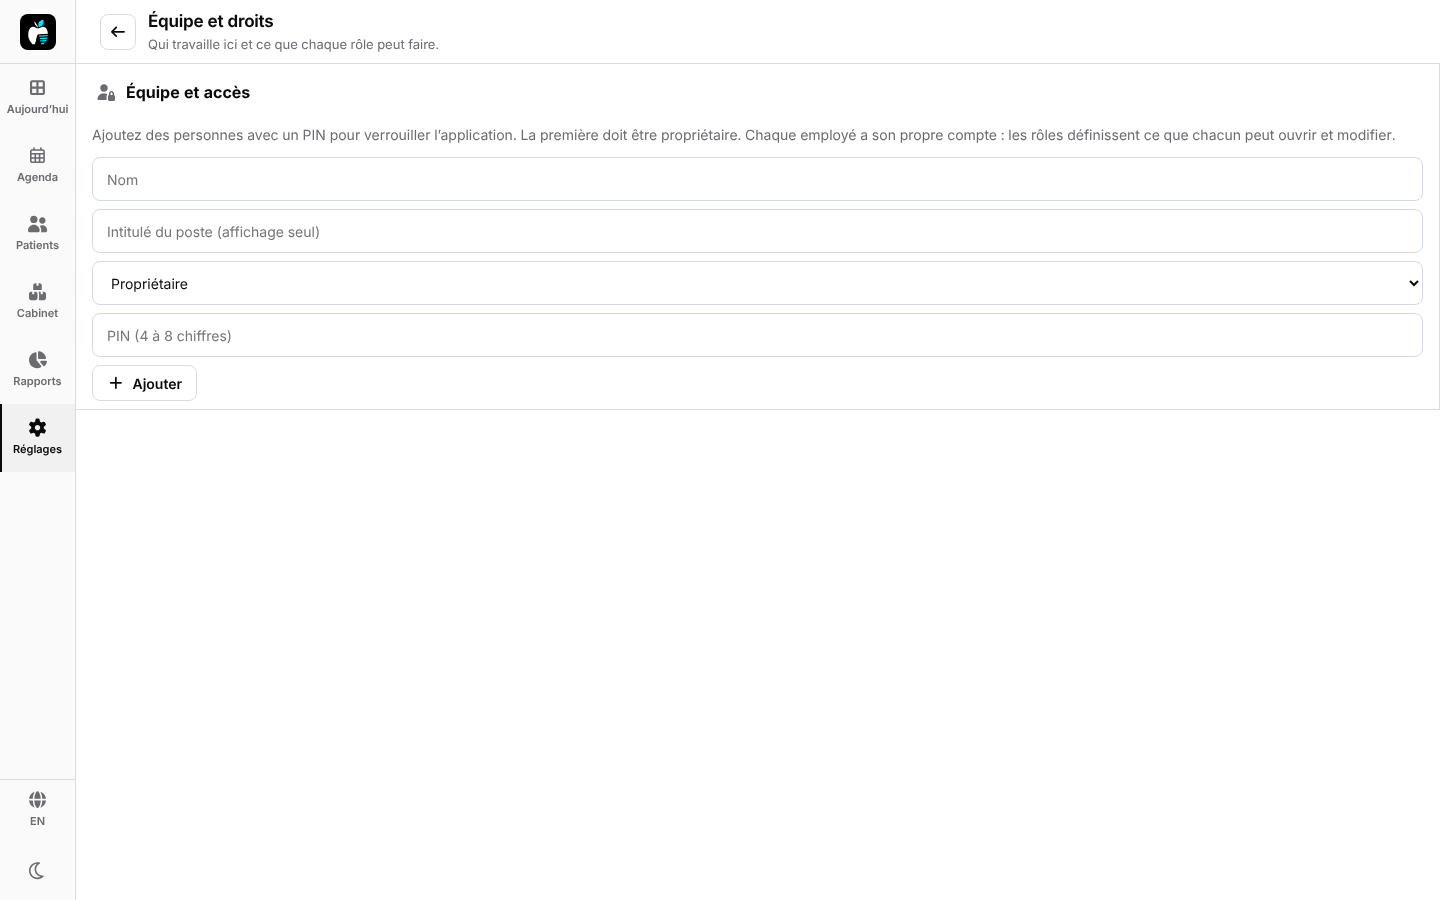 Équipe et droits
Qui travaille ici et ce que chaque rôle peut faire.
Aujourd’hui
Agenda
Patients
Cabinet
Rapports
Réglages
EN
Équipe et accès
Ajoutez des personnes avec un PIN pour verrouiller l’application. La première doit être propriétaire. Chaque employé a son propre compte : les rôles définissent ce que chacun peut ouvrir et modifier.
Nom
Intitulé du poste (affichage seul)
Propriétaire
PIN (4 à 8 chiffres)
Ajouter